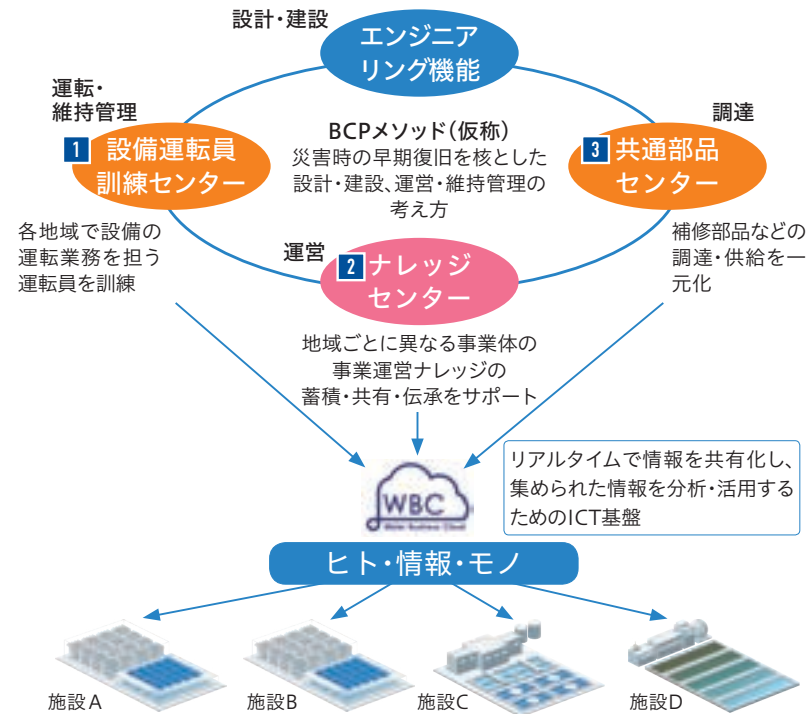 設計・建設
エンジニア
リング機能
運転・
維持管理
1 設備運転員
訓練センター
BCPメソッド（仮称）
災害時の早期復旧を核とした
設計・建設、運営・維持管理の
考え方
調達
3 共通部品
センター
各地域で設備の
運転業務を担う
運転員を訓練
運営
2 ナレッジ
センター
補修部品などの
調達・供給を一
元化
地域ごとに異なる事業体の
事業運営ナレッジの
蓄積・共有・伝承をサポート
WBC
Water Business Cloud
リアルタイムで情報を共有化し、
集められた情報を分析・活用する
ためのICT基盤
ヒト・情報・モノ
施設A
施設B
施設C
施設D